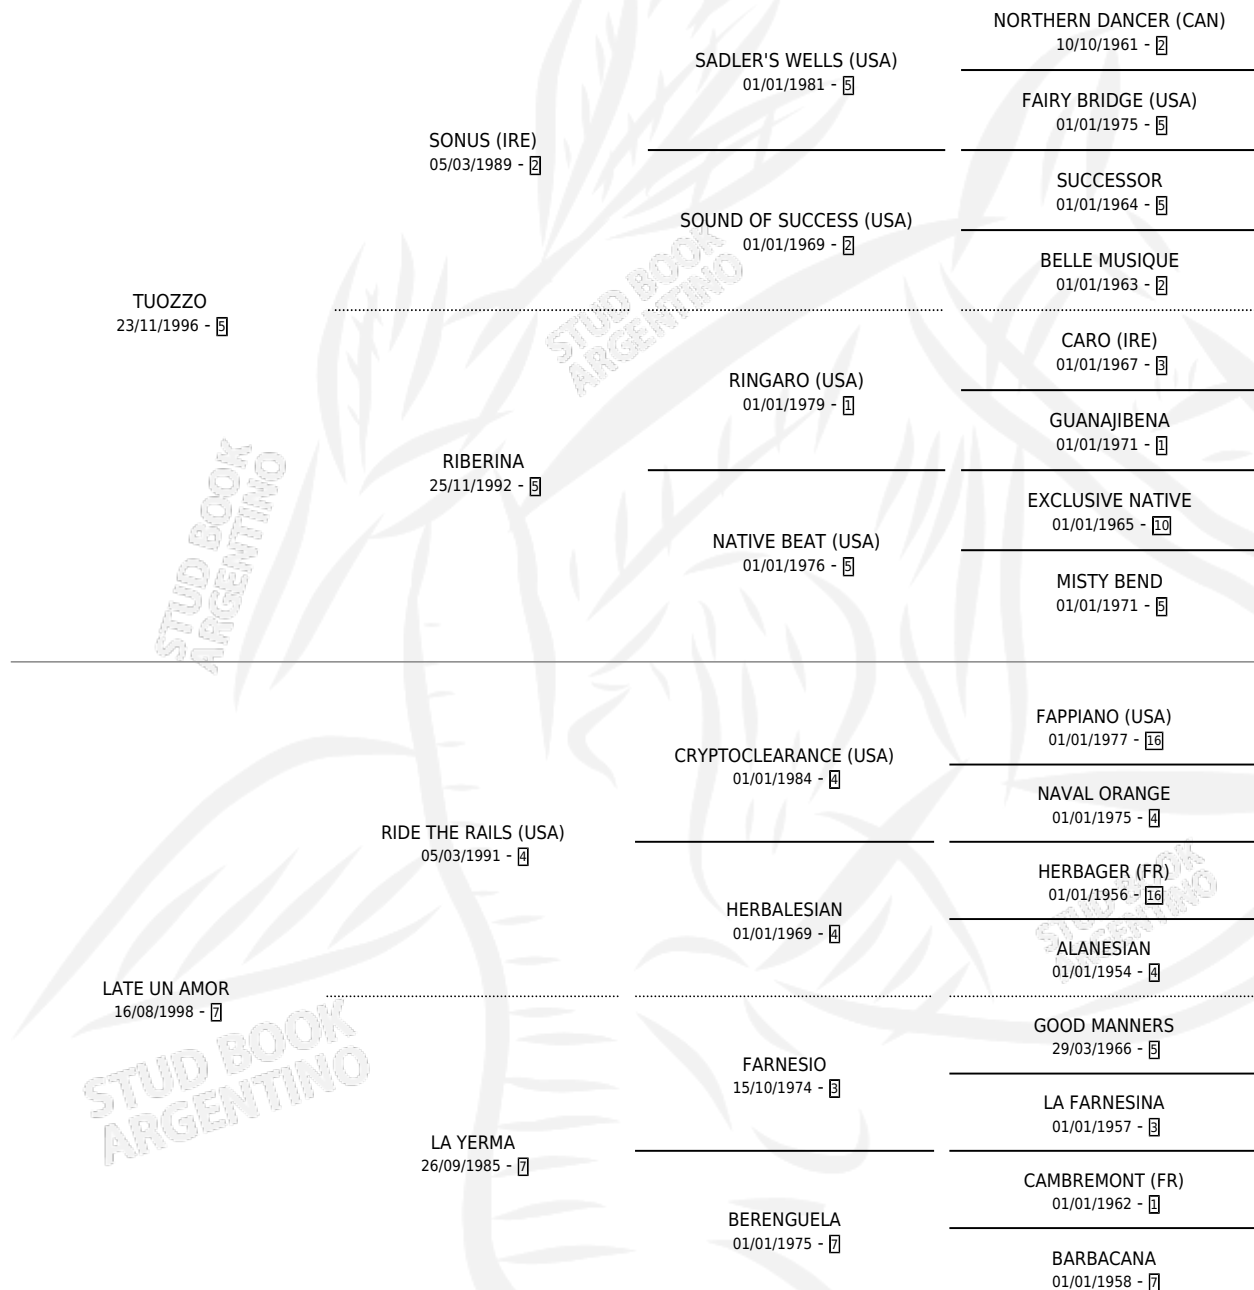 NORTHERN DANCER (CAN)
10/10/1961 - 2
SADLER'S WELLS (USA)
01/01/1981 - 5
FAIRY BRIDGE (USA)
01/01/1975 - 5
SONUS (IRE)
05/03/1989 - 2
SUCCESSOR
01/01/1964 - 5
SOUND OF SUCCESS (USA)
01/01/1969 - 2
BELLE MUSIQUE
01/01/1963 - 2
TUOZZO
23/11/1996 - 5
STUD BOOK
ARGENTINO
CARO (IRE)
01/01/1967 - 3
RINGARO (USA)
01/01/1979 - 1
GUANAJIBENA
01/01/1971 - 1
RIBERINA
25/11/1992 - 5
EXCLUSIVE NATIVE
01/01/1965 - 10
NATIVE BEAT (USA)
01/01/1976 - 5
MISTY BEND
01/01/1971 - 5
STUD BOOK
ARGENTINO
FAPPIANO (USA)
01/01/1977 - 16
CRYPTOCLEARANCE (USA)
01/01/1984 - 4
NAVAL ORANGE
01/01/1975 - 4
RIDE THE RAILS (USA)
05/03/1991 - 4
HERBAGER (FR)
01/01/1956 - 16
HERBALESIAN
01/01/1969 - 4
STUD BOOK
ARGENTINO
ALANESIAN
01/01/1954 - 4
LATE UN AMOR
16/08/1998 - 7
STUD BOOK
ARGENTINO
GOOD MANNERS
29/03/1966 - 5
FARNESIO
15/10/1974 - 3
LA FARNESINA
01/01/1957 - 3
LA YERMA
26/09/1985 - 7
CAMBREMONT (FR)
01/01/1962 - 1
BERENGUELA
01/01/1975 - 7
BARBACANA
01/01/1958 - 7